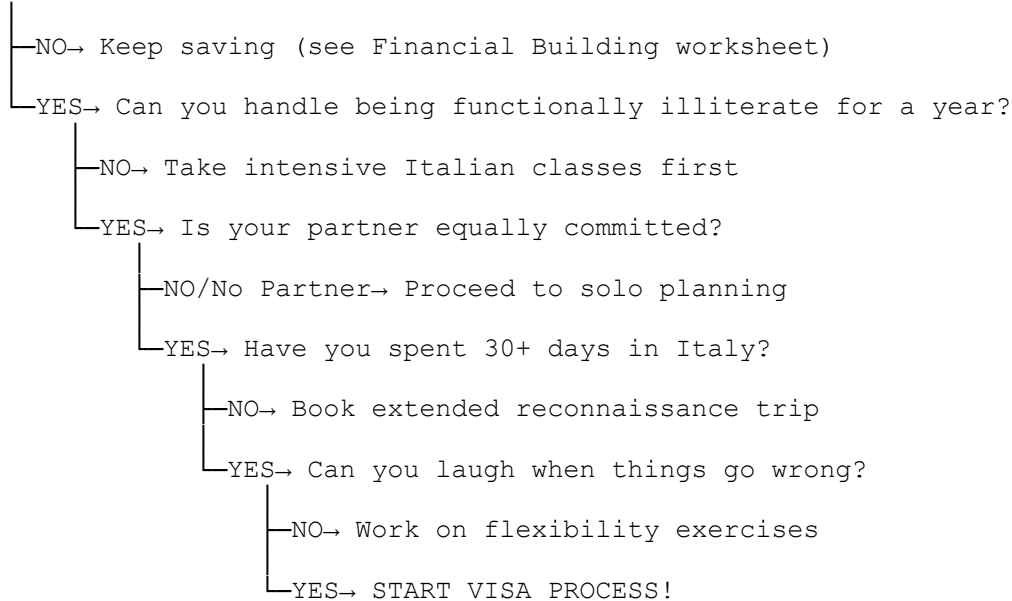 NO→ Keep saving (see Financial Building worksheet)
YES→ Can you handle being functionally illiterate for a year?
NO→ Take intensive Italian classes first
YES→ Is your partner equally committed?
NO/No Partner→ Proceed to solo planning
YES→ Have you spent 30+ days in Italy?
NO→ Book extended reconnaissance trip
YES→ Can you laugh when things go wrong?
NO→ Work on flexibility exercises
YES→ START VISA PROCESS!